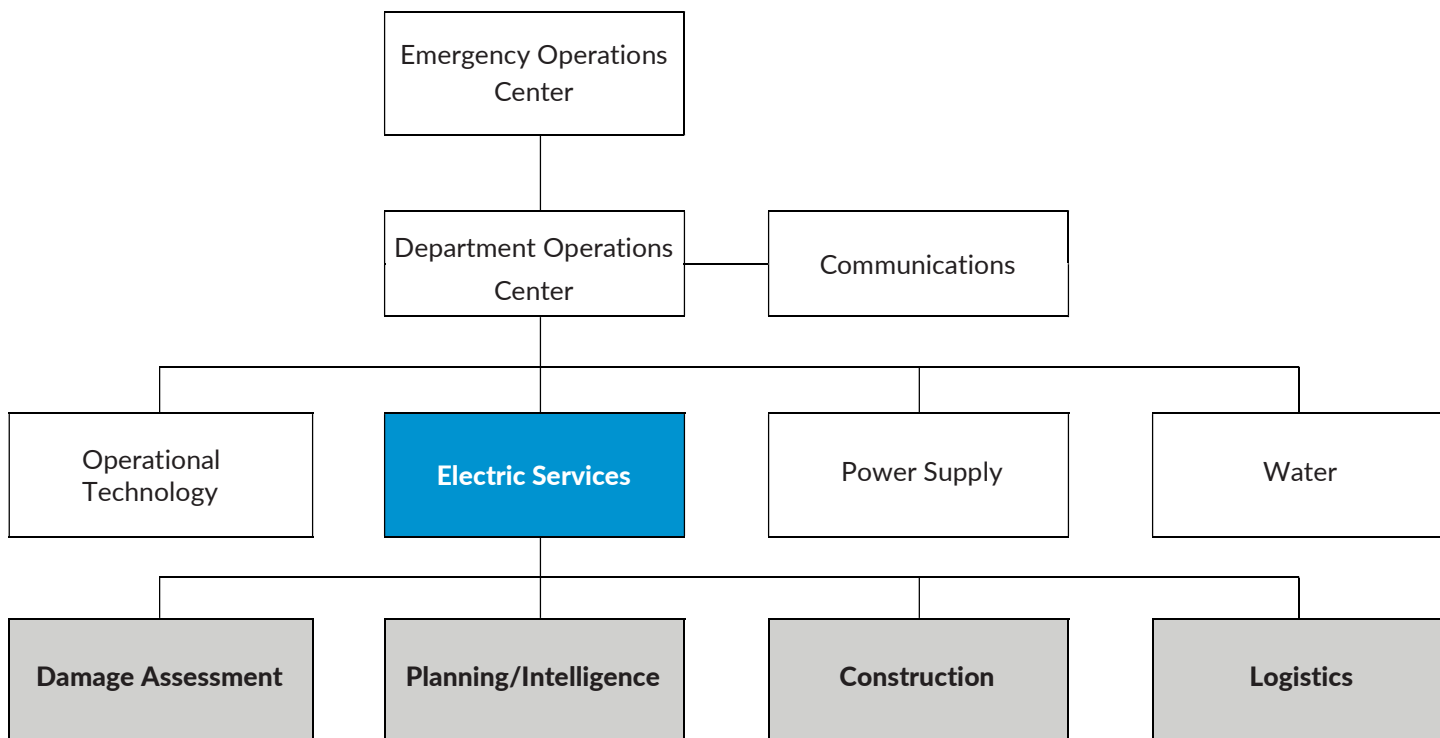 Emergency Operations
Center
Department Operations
Center
Communications
Operational
Technology
Electric Services
Power Supply
Water
Damage Assessment
Planning/Intelligence
Construction
Logistics